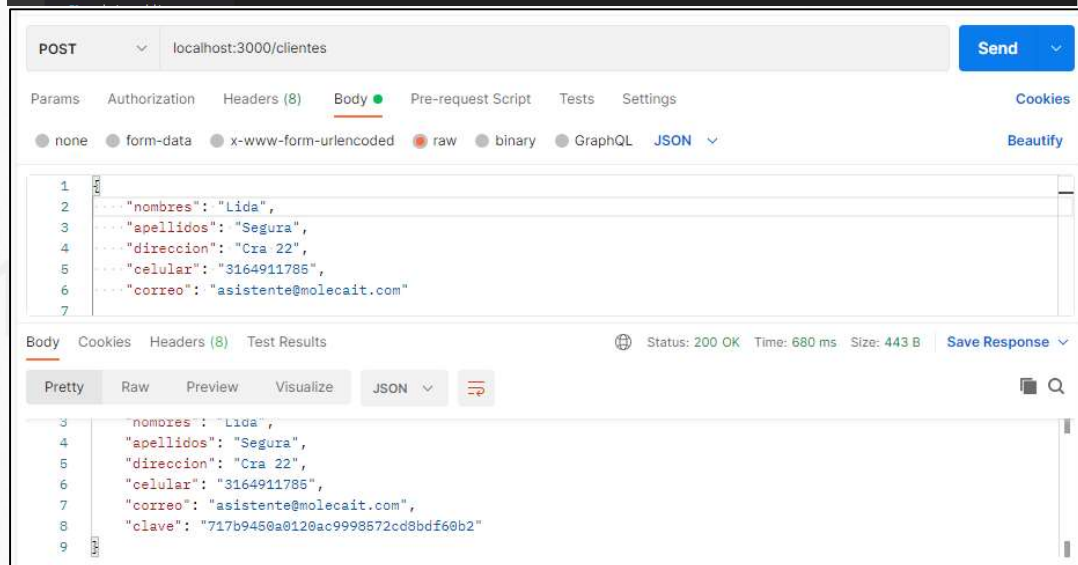 POST localhost:3000/clientes Send
Params Authorization Headers (8) Body Pre-request Script Tests Settings Cookies
none form-data x-www-form-urlencoded raw binary GraphQL JSON Beautify
1 {
2 "nombres": "Lida",
3 "apellidos": "Segura",
4 "direccion": "Cra 22",
5 "celular": "3164911785",
6 "correo": "asistente@molecait.com"
7
Body Cookies Headers (8) Test Results Status: 200 OK Time: 680 ms Size: 443 B Save Response
Pretty Raw Preview Visualize JSON
3 "nombres": "Lida",
4 "apellidos": "Segura",
5 "direccion": "Cra 22",
6 "celular": "3164911785",
7 "correo": "asistente@molecait.com",
8 "clave": "717b9450a0120ac9998572cd8bdf60b2"
9 }